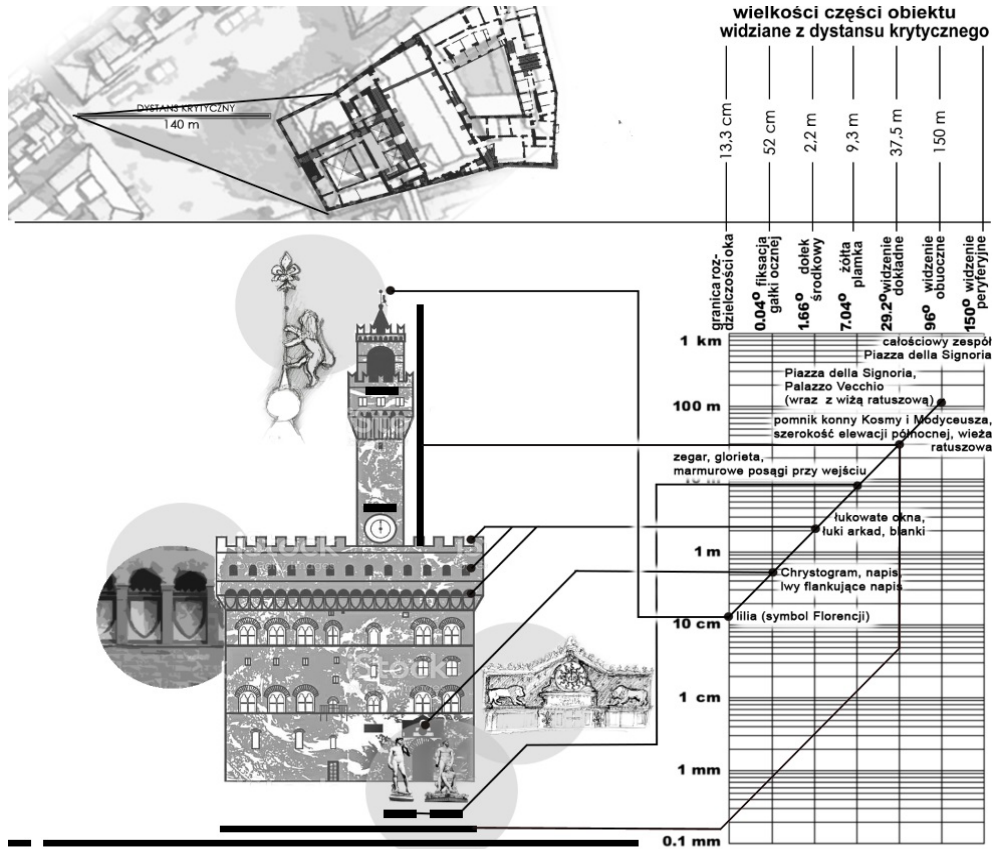 wielkości części obiektu
widziane z dystansu krytycznego
DYSTANS KRYTYCZNY
140 m
13,3 cm
52 cm
2,2 m
9,3 m
37,5 m
150 m
granica roz-
dzielczości oka
0.04° fiksacja
gałki ocznej
1.66° dołek
środkowy
7.04° żółta
plamka
29.2° widzenie
dokładne
96° widzenie
obuoczne
150° widzenie
peryferyjne
1 km
całościowy zespół
Piazza della Signoria
Piazza della Signoria,
Palazzo Vecchio
(wraz z wiżą ratuszową)
100 m
pomnik konny Kosmy i Modyceusza,
szerokość elewacji północnej, wieża
ratuszowa
zegar, glorieta,
marmurowe posągi przy wejściu
10 m
łukowate okna,
łuki arkad, blanki
1 m
Chrystogram, napis,
lwy flankujące napis
lilia (symbol Florencji)
10 cm
1 cm
1 mm
0.1 mm
iStock